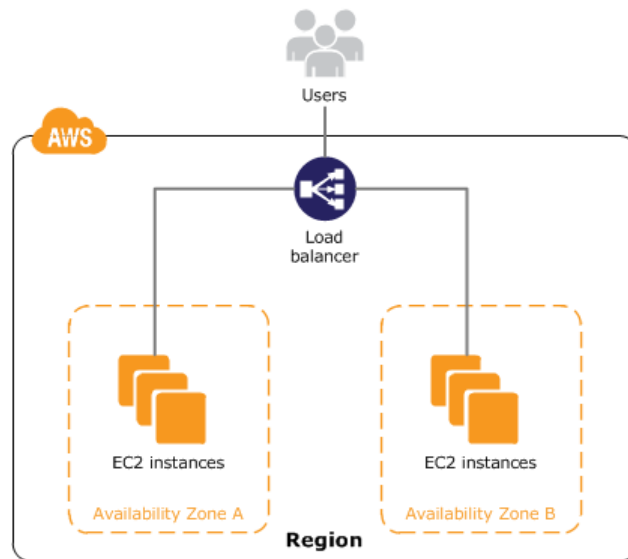 Users
AWS
Load
balancer
EC2 instances
EC2 instances
Availability Zone A
Availability Zone B
Region